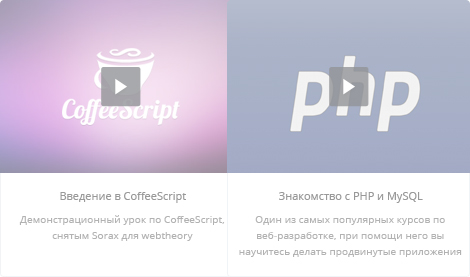 CoffeeScript
php
Введение в CoffeeScript
Демонстрационный урок по CoffeeScript,
снятым Sorax для webtheory
Знакомство с PHP и MySQL
Один из самых популярных курсов по
веб-разработке, при помощи него вы
научитесь делать продвинутые приложения